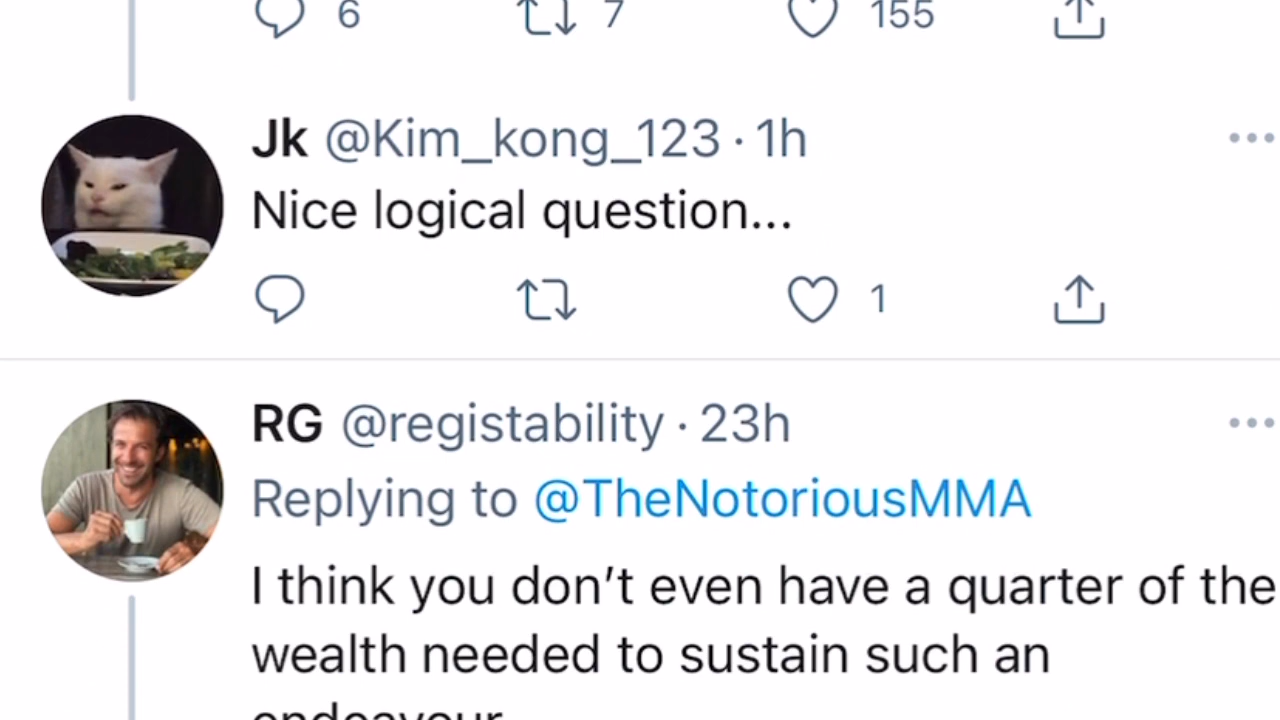 6 7 155
Jk @Kim_kong_123 · 1h
Nice logical question...
1
RG @registability · 23h
Replying to @TheNotoriousMMA
I think you don’t even have a quarter of the
wealth needed to sustain such an
endeavour